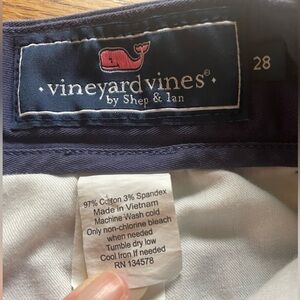 vineyard vines®
by Shep & Ian
28
97% Cotton 3% Spandex
Made in Vietnam
Machine Wash cold
Only non-chlorine bleach
when needed
Tumble dry low
Cool Iron If needed
RN 134578